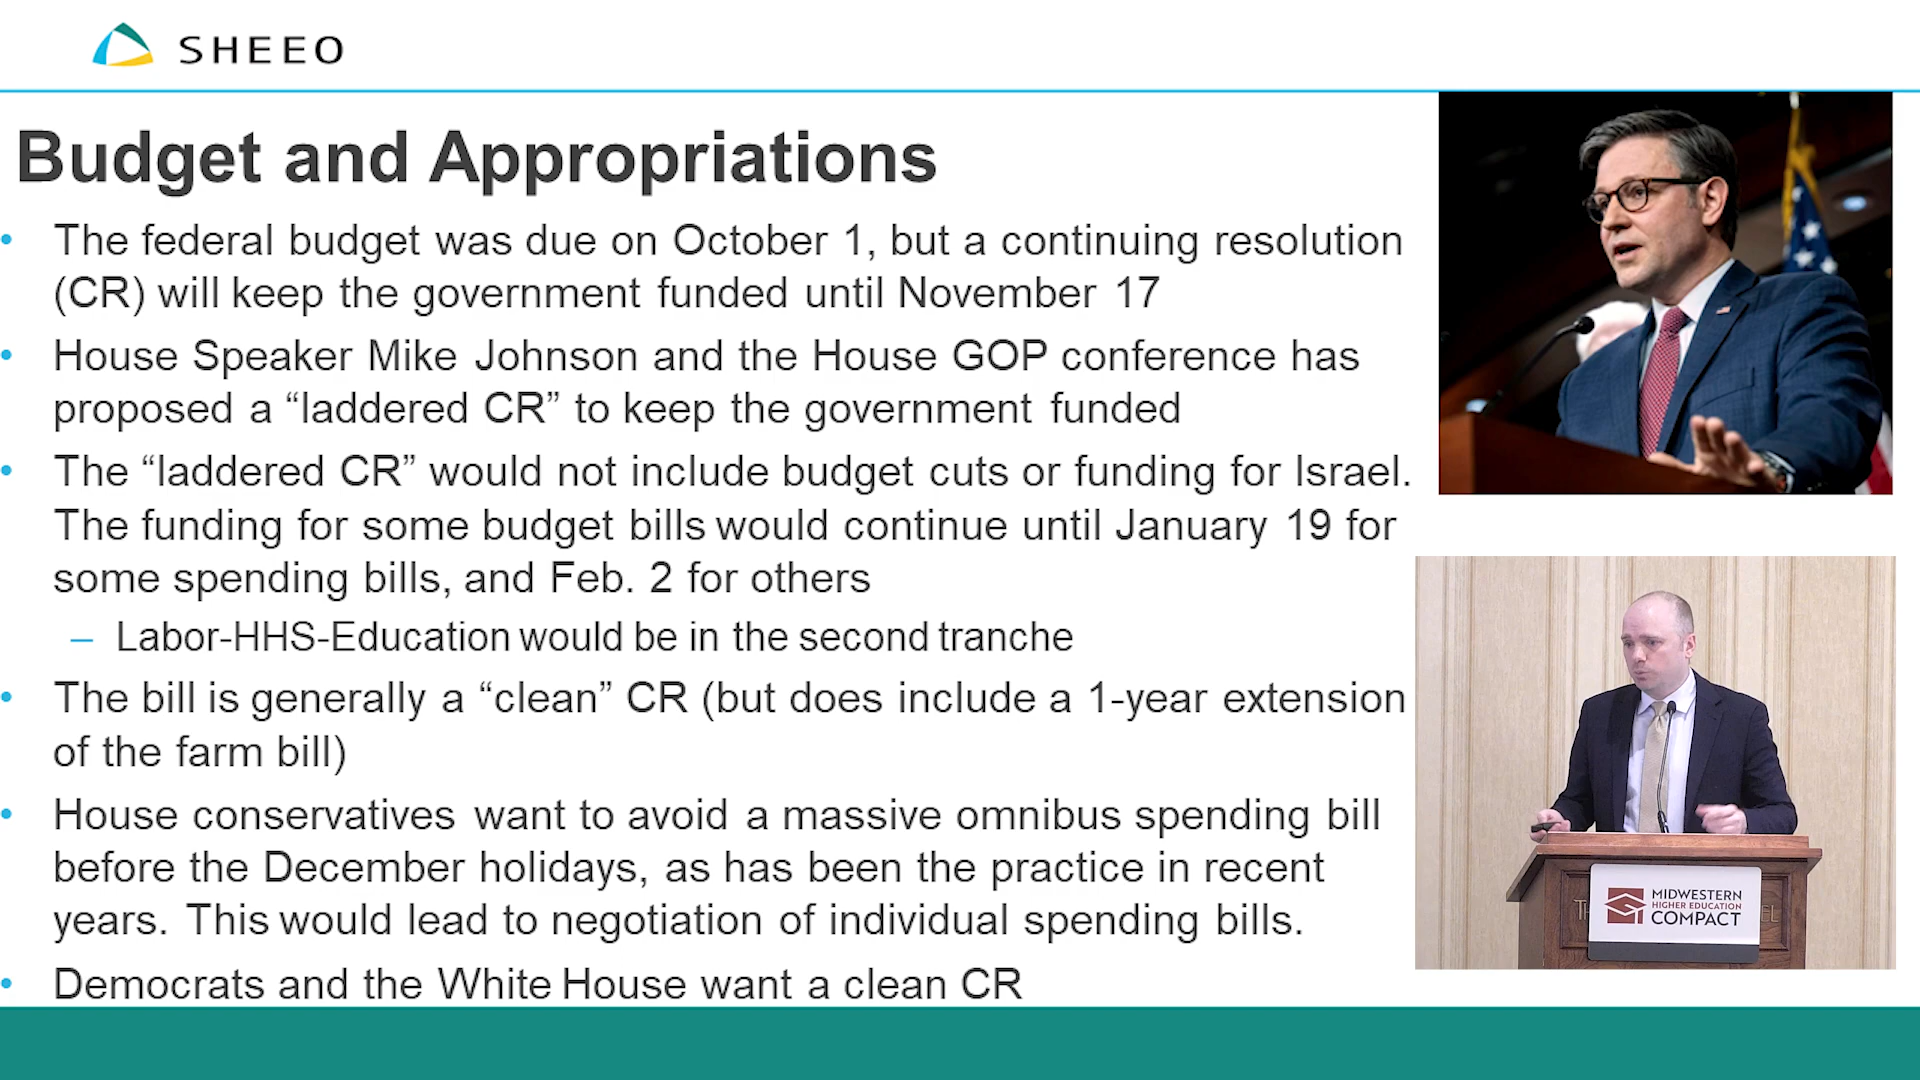 SHEEO
Budget and Appropriations
• The federal budget was due on October 1, but a continuing resolution
(CR) will keep the government funded until November 17
• House Speaker Mike Johnson and the House GOP conference has
proposed a “laddered CR” to keep the government funded
• The “laddered CR” would not include budget cuts or funding for Israel.
The funding for some budget bills would continue until January 19 for
some spending bills, and Feb. 2 for others
– Labor-HHS-Education would be in the second tranche
• The bill is generally a “clean” CR (but does include a 1-year extension
of the farm bill)
• House conservatives want to avoid a massive omnibus spending bill
before the December holidays, as has been the practice in recent
years. This would lead to negotiation of individual spending bills.
• Democrats and the White House want a clean CR
MIDWESTERN
HIGHER EDUCATION
COMPACT